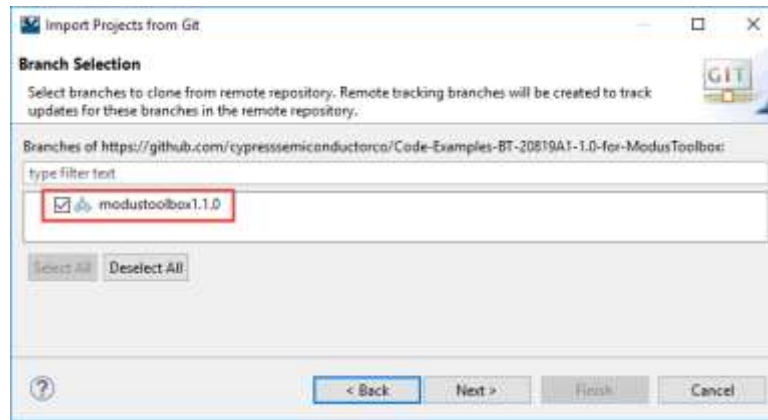 Import Projects from Git
Branch Selection
Select branches to clone from remote repository. Remote tracking branches will be created to track
updates for these branches in the remote repository.
GIT
Branches of https://github.com/cypresssemiconductorco/Code-Examples-BT-20819A1-1.0-for-ModusToolbox:
type filter text
modustoolbox1.1.0
Select All Deselect All
< Back Next > Finish Cancel